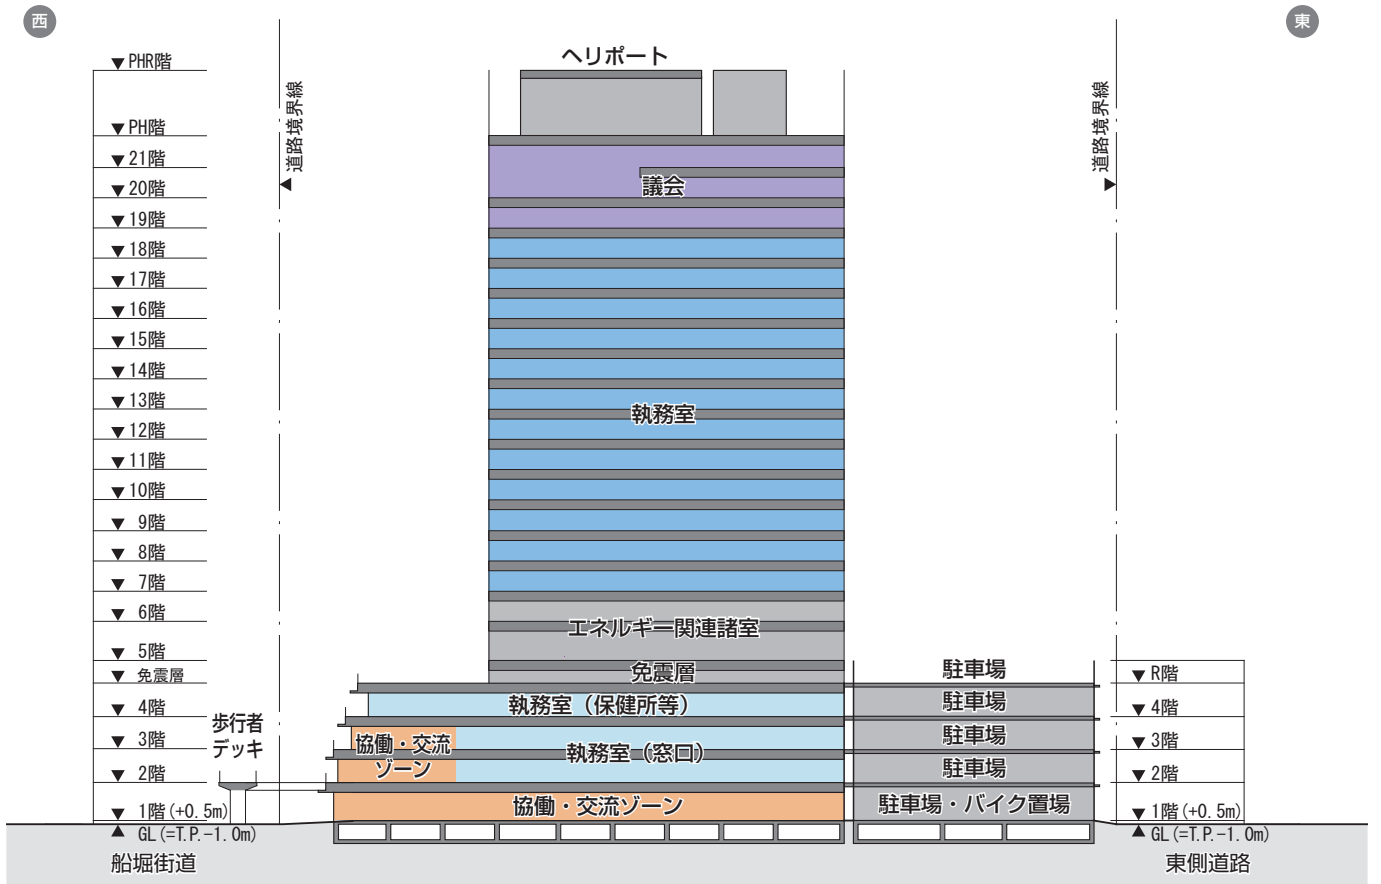 西
東
ヘリポート
▼PHR階
▼PH階
▼21階
▼20階
▼19階
▼18階
▼17階
▼16階
▼15階
▼14階
▼13階
▼12階
▼11階
▼10階
▼9階
▼8階
▼7階
▼6階
▼5階
▼免震層
▼4階
▼3階
▼2階
▼1階(+0.5m)
▲GL(=T.P.-1.0m)
船堀街道
歩行者
デッキ
道路境界線
議会
執務室
エネルギー関連諸室
免震層
執務室（保健所等）
協働・交流
ゾーン
執務室（窓口）
協働・交流ゾーン
駐車場
駐車場
駐車場
駐車場
駐車場・バイク置場
道路境界線
▼R階
▼4階
▼3階
▼2階
▼1階(+0.5m)
▲GL(=T.P.-1.0m)
東側道路